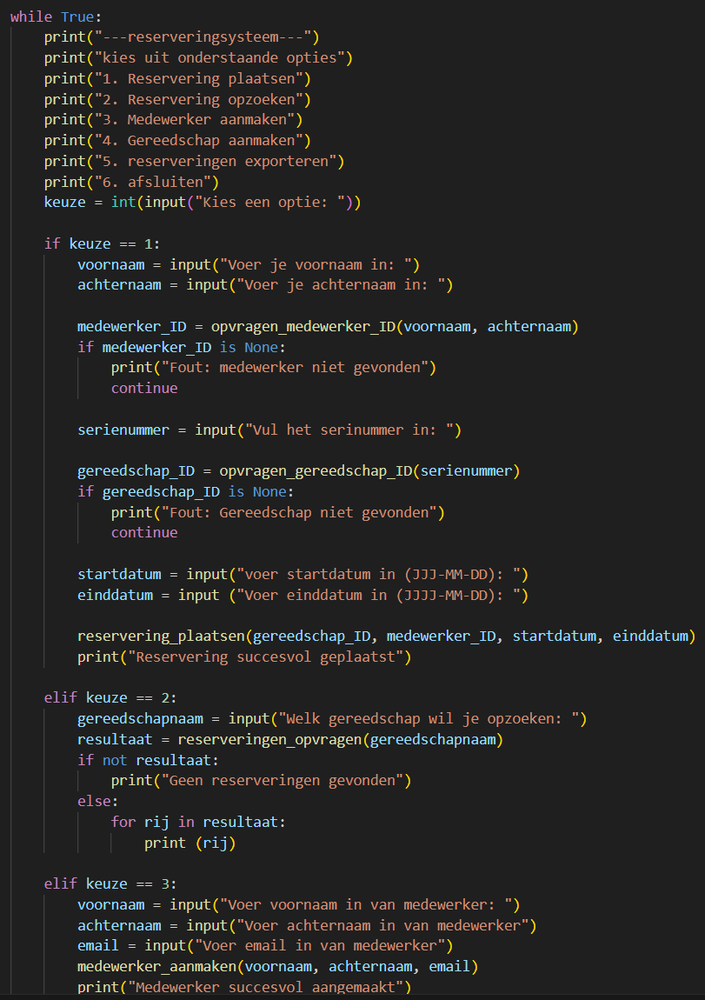 while True:
    print("---reserveringsysteem---")
    print("kies uit onderstaande opties")
    print("1. Reservering plaatsen")
    print("2. Reservering opzoeken")
    print("3. Medewerker aanmaken")
    print("4. Gereedschap aanmaken")
    print("5. reserveringen exporteren")
    print("6. afsluiten")
    keuze = int(input("Kies een optie: "))

    if keuze == 1:
        voornaam = input("Voer je voornaam in: ")
        achternaam = input("Voer je achternaam in: ")

        medewerker_ID = opvragen_medewerker_ID(voornaam, achternaam)
        if medewerker_ID is None:
            print("Fout: medewerker niet gevonden")
            continue

        serienummer = input("Vul het serinummer in: ")

        gereedschap_ID = opvragen_gereedschap_ID(serienummer)
        if gereedschap_ID is None:
            print("Fout: Gereedschap niet gevonden")
            continue

        startdatum = input("voer startdatum in (JJJ-MM-DD): ")
        einddatum = input ("Voer einddatum in (JJJJ-MM-DD): ")

        reservering_plaatsen(gereedschap_ID, medewerker_ID, startdatum, einddatum)
        print("Reservering succesvol geplaatst")

    elif keuze == 2:
        gereedschapnaam = input("Welk gereedschap wil je opzoeken: ")
        resultaat = reserveringen_opvragen(gereedschapnaam)
        if not resultaat:
            print("Geen reserveringen gevonden")
        else:
            for rij in resultaat:
                print (rij)

    elif keuze == 3:
        voornaam = input("Voer voornaam in van medewerker: ")
        achternaam = input("Voer achternaam in van medewerker")
        email = input("Voer email in van medewerker")
        medewerker_aanmaken(voornaam, achternaam, email)
        print("Medewerker succesvol aangemaakt")